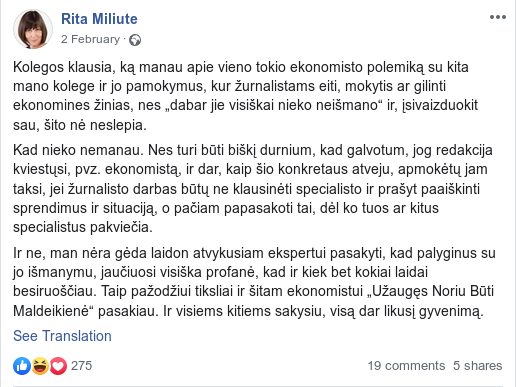 Rita Miliute
2 February ·
Kolegos klausia, ką manau apie vieno tokio ekonomisto polemiką su kita
mano kolege ir jo pamokymus, kur žurnalistams eiti, mokytis ar gilinti
ekonomines žinias, nes „dabar jie visiškai nieko neišmano" ir, įsivaizduokit
sau, šito nė neslepia.
Kad nieko nemanau. Nes turi būti biškį durnium, kad galvotum, jog redakcija
kviestųsi, pvz. ekonomistą, ir dar, kaip šio konkretaus atveju, apmokėtų jam
taksi, jei žurnalisto darbas būtų ne klausinėti specialisto ir prašyt paaiškinti
sprendimus ir situaciją, o pačiam papasakoti tai, dėl ko tuos ar kitus
specialistus pakviečia.
Ir ne, man nėra gėda laidon atvykusiam ekspertui pasakyti, kad palyginus su
jo išmanymu, jaučiuosi visiška profanė, kad ir kiek bet kokiai laidai
besiruoščiau. Taip pažodžiui tiksliai ir šitam ekonomistui „Užaugęs Noriu Būti
Maldeikienė" pasakiau. Ir visiems kitiems sakysiu, visą dar likusį gyvenimą.
See Translation
275
19 comments 5 shares